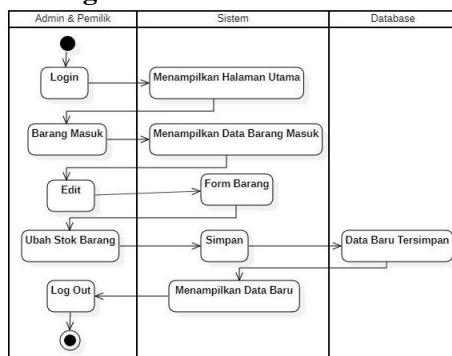 Admin & Pemilik Sistem Database
Login Menampilkan Halaman Utama
Barang Masuk Menampilkan Data Barang Masuk
Edit Form Barang
Ubah Stok Barang Simpan Data Baru Tersimpan
Log Out Menampilkan Data Baru